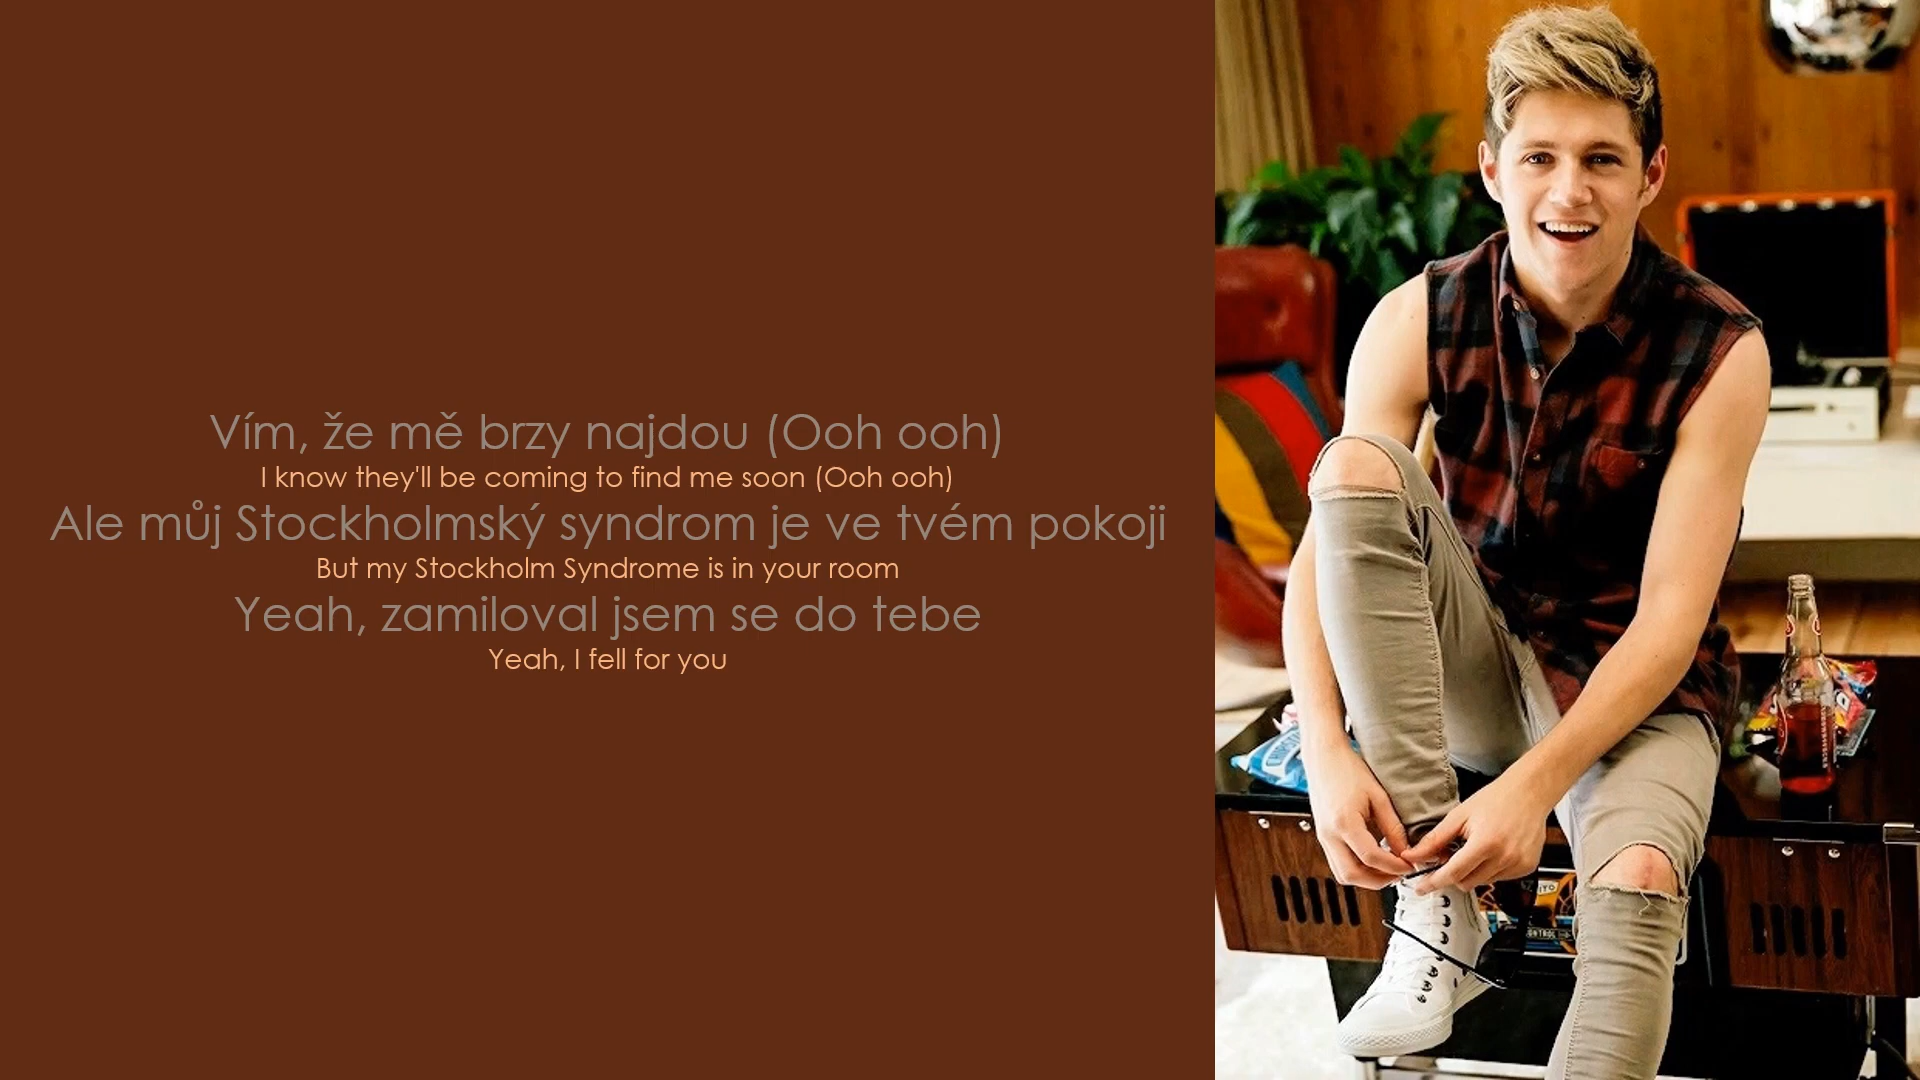 Vím, že mě brzy najdou (Ooh ooh)
I know they'll be coming to find me soon (Ooh ooh)
Ale můj Stockholmský syndrom je ve tvém pokoji
But my Stockholm Syndrome is in your room
Yeah, zamiloval jsem se do tebe
Yeah, I fell for you